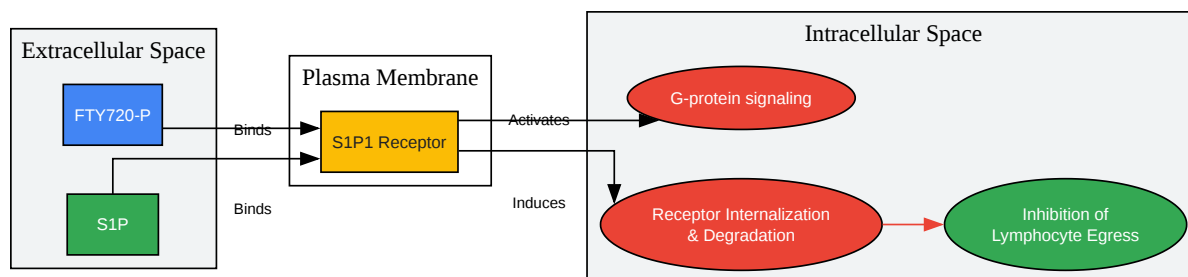 Extracellular Space
FTY720-P
S1P
Binds
Binds
Plasma Membrane
S1P1 Receptor
Activates
Induces
Intracellular Space
G-protein signaling
Receptor Internalization
& Degradation
Inhibition of
Lymphocyte Egress